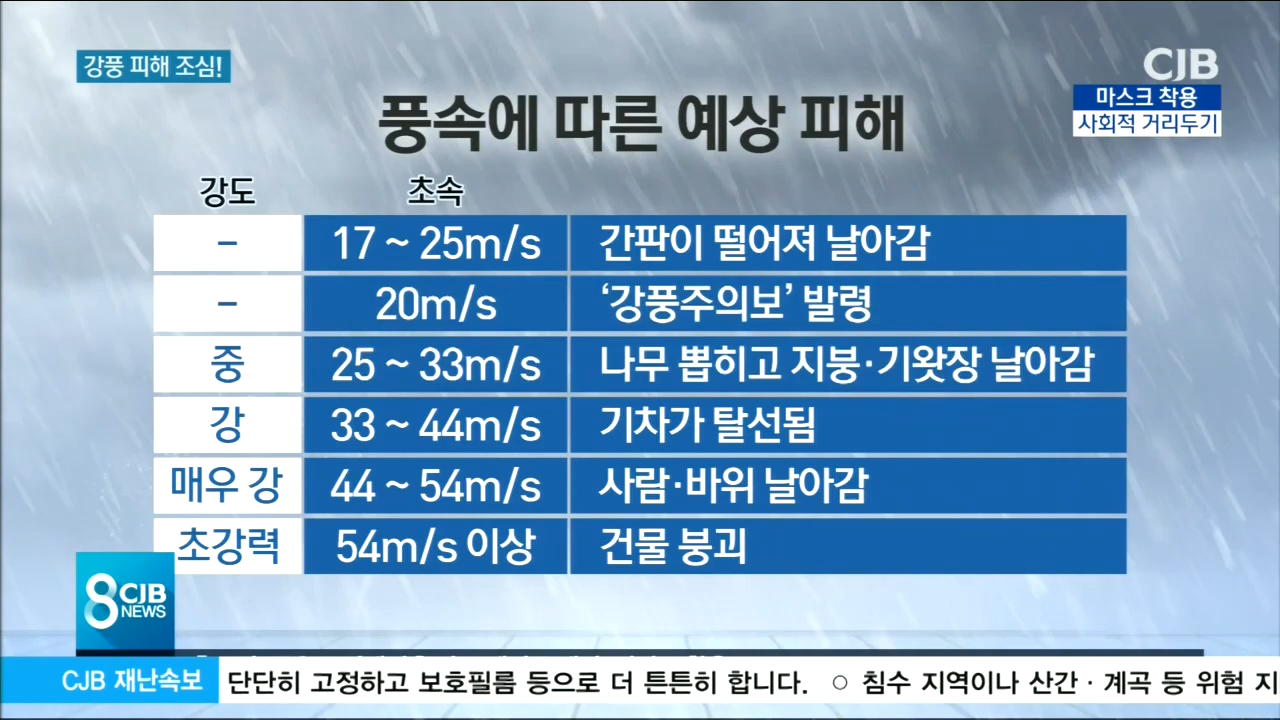 강풍 피해 조심!
CJB
마스크 착용
사회적 거리두기
풍속에 따른 예상 피해
강도 초속
- 17 ~ 25m/s 간판이 떨어져 날아감
- 20m/s ‘강풍주의보’ 발령
중 25 ~ 33m/s 나무 뽑히고 지붕·기왓장 날아감
강 33 ~ 44m/s 기차가 탈선됨
매우 강 44 ~ 54m/s 사람·바위 날아감
초강력 54m/s 이상 건물 붕괴
8 CJB
NEWS
CJB 재난속보 단단히 고정하고 보호필름 등으로 더 튼튼히 합니다. ○ 침수 지역이나 산간·계곡 등 위험 지